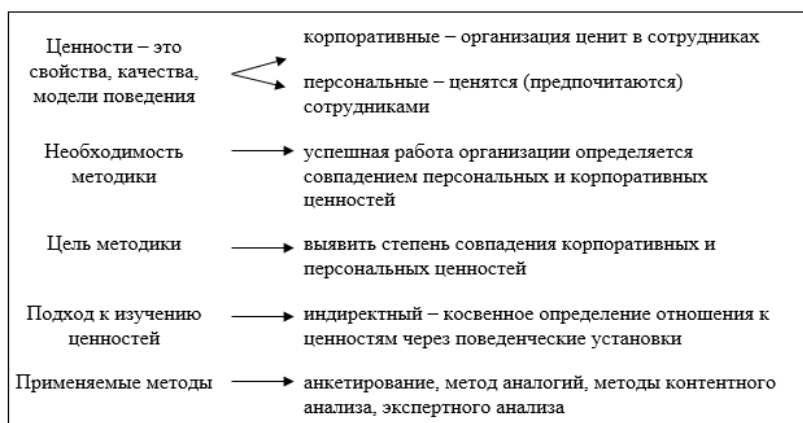 Ценности – это
свойства, качества,
модели поведения
корпоративные – организация ценит в сотрудниках
персональные – ценятся (предпочитаются)
сотрудниками
Необходимость
методики
успешная работа организации определяется
совпадением персональных и корпоративных
ценностей
Цель методики
выявить степень совпадения корпоративных и
персональных ценностей
Подход к изучению
ценностей
индиректный – косвенное определение отношения к
ценностям через поведенческие установки
Применяемые методы
анкетирование, метод аналогий, методы контентного
анализа, экспертного анализа